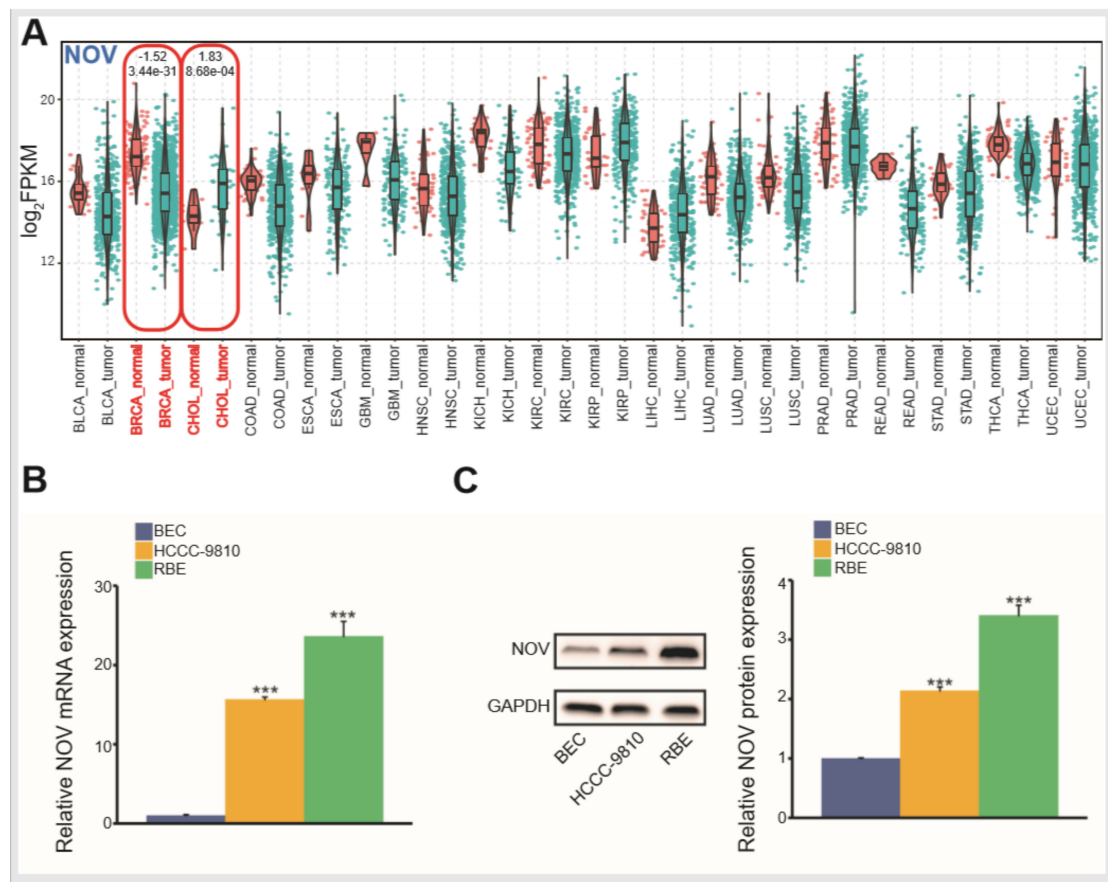 A
NOV
-1.52
3.44e-31
1.83
8.68e-04
log2FPKM
20
16
12
BLCA_normal
BLCA_tumor
BRCA_normal
BRCA_tumor
CHOL_normal
CHOL_tumor
COAD_normal
COAD_tumor
ESCA_normal
ESCA_tumor
GBM_normal
GBM_tumor
HNSC_normal
HNSC_tumor
KICH_normal
KICH_tumor
KIRC_normal
KIRC_tumor
KIRP_normal
KIRP_tumor
LIHC_normal
LIHC_tumor
LUAD_normal
LUAD_tumor
LUSC_normal
LUSC_tumor
PRAD_normal
PRAD_tumor
READ_normal
READ_tumor
STAD_normal
STAD_tumor
THCA_normal
THCA_tumor
UCEC_normal
UCEC_tumor
B
BEC
HCCC-9810
RBE
Relative NOV mRNA expression
30
20
10
0
***
***
C
NOV
GAPDH
BEC
HCCC-9810
RBE
BEC
HCCC-9810
RBE
Relative NOV protein expression
4
3
2
1
0
***
***